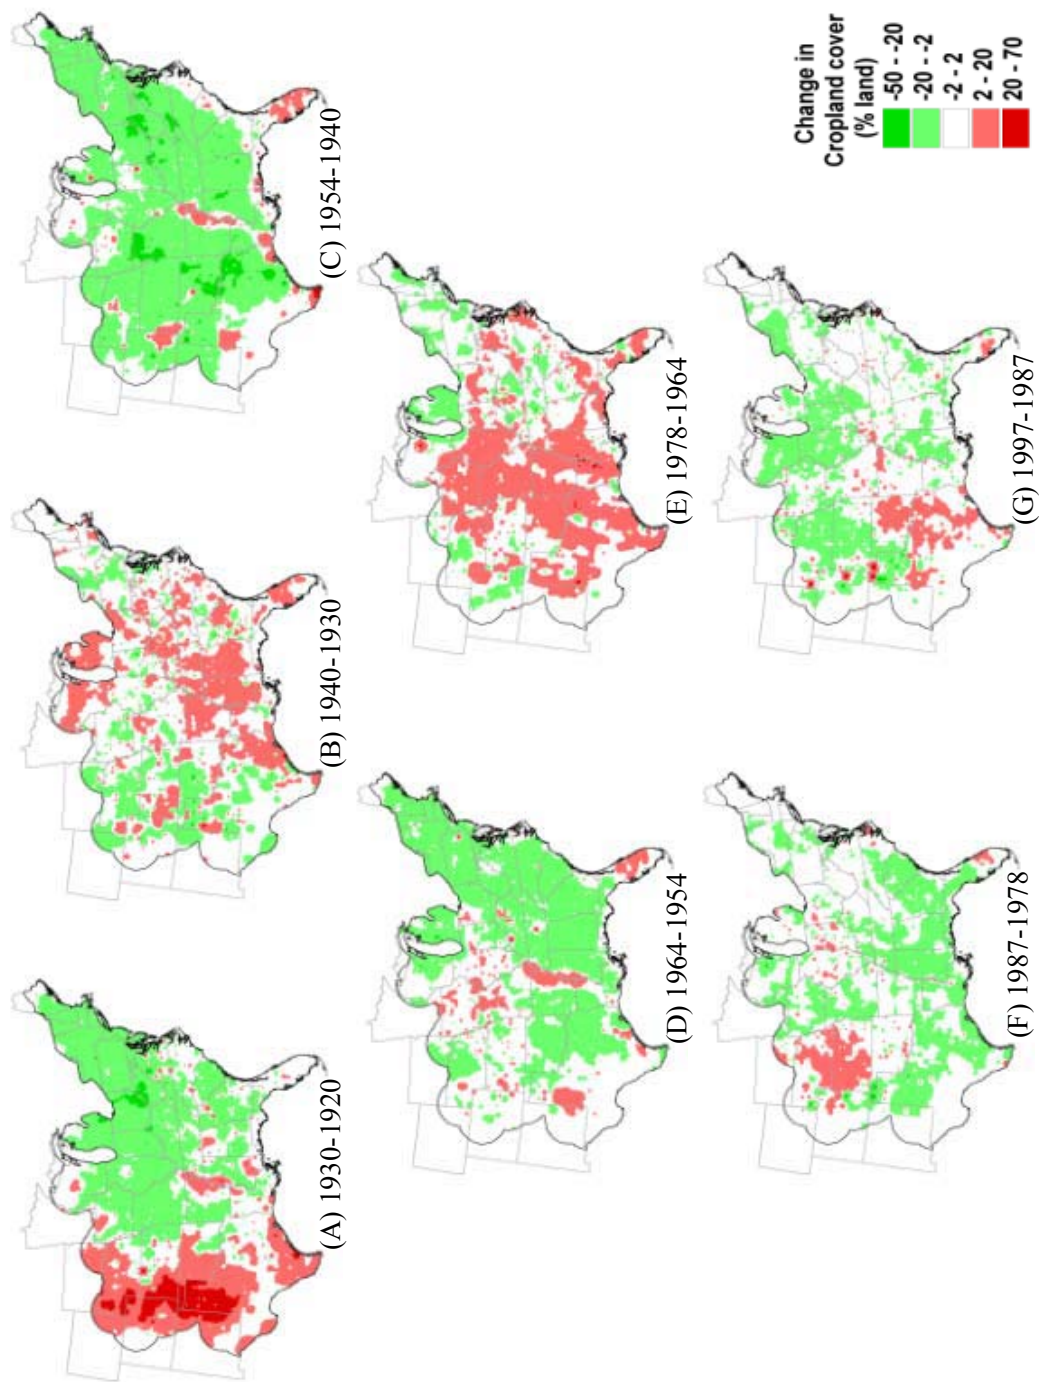 (A) 1930-1920
(B) 1940-1930
(C) 1954-1940
(D) 1964-1954
(E) 1978-1964
(F) 1987-1978
(G) 1997-1987
Change in
Cropland cover
(% land)
-50 - -20
-20 - -2
-2 - 2
2 - 20
20 - 70